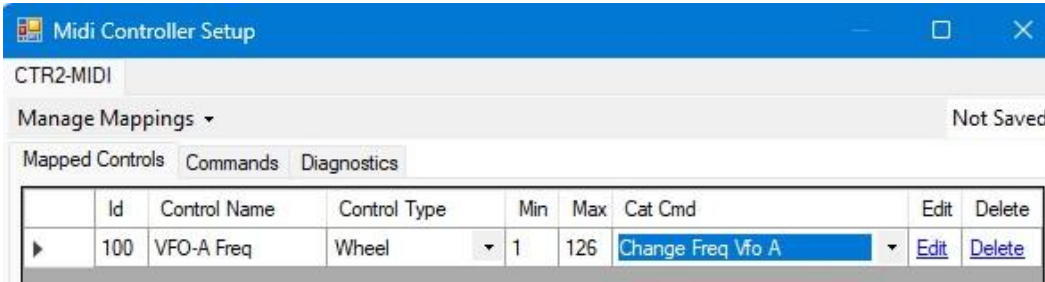 Midi Controller Setup
CTR2-MIDI
Manage Mappings Not Saved
Mapped Controls Commands Diagnostics
Id Control Name Control Type Min Max Cat Cmd Edit Delete
100 VFO-A Freq Wheel 1 126 Change Freq Vfo A Edit Delete